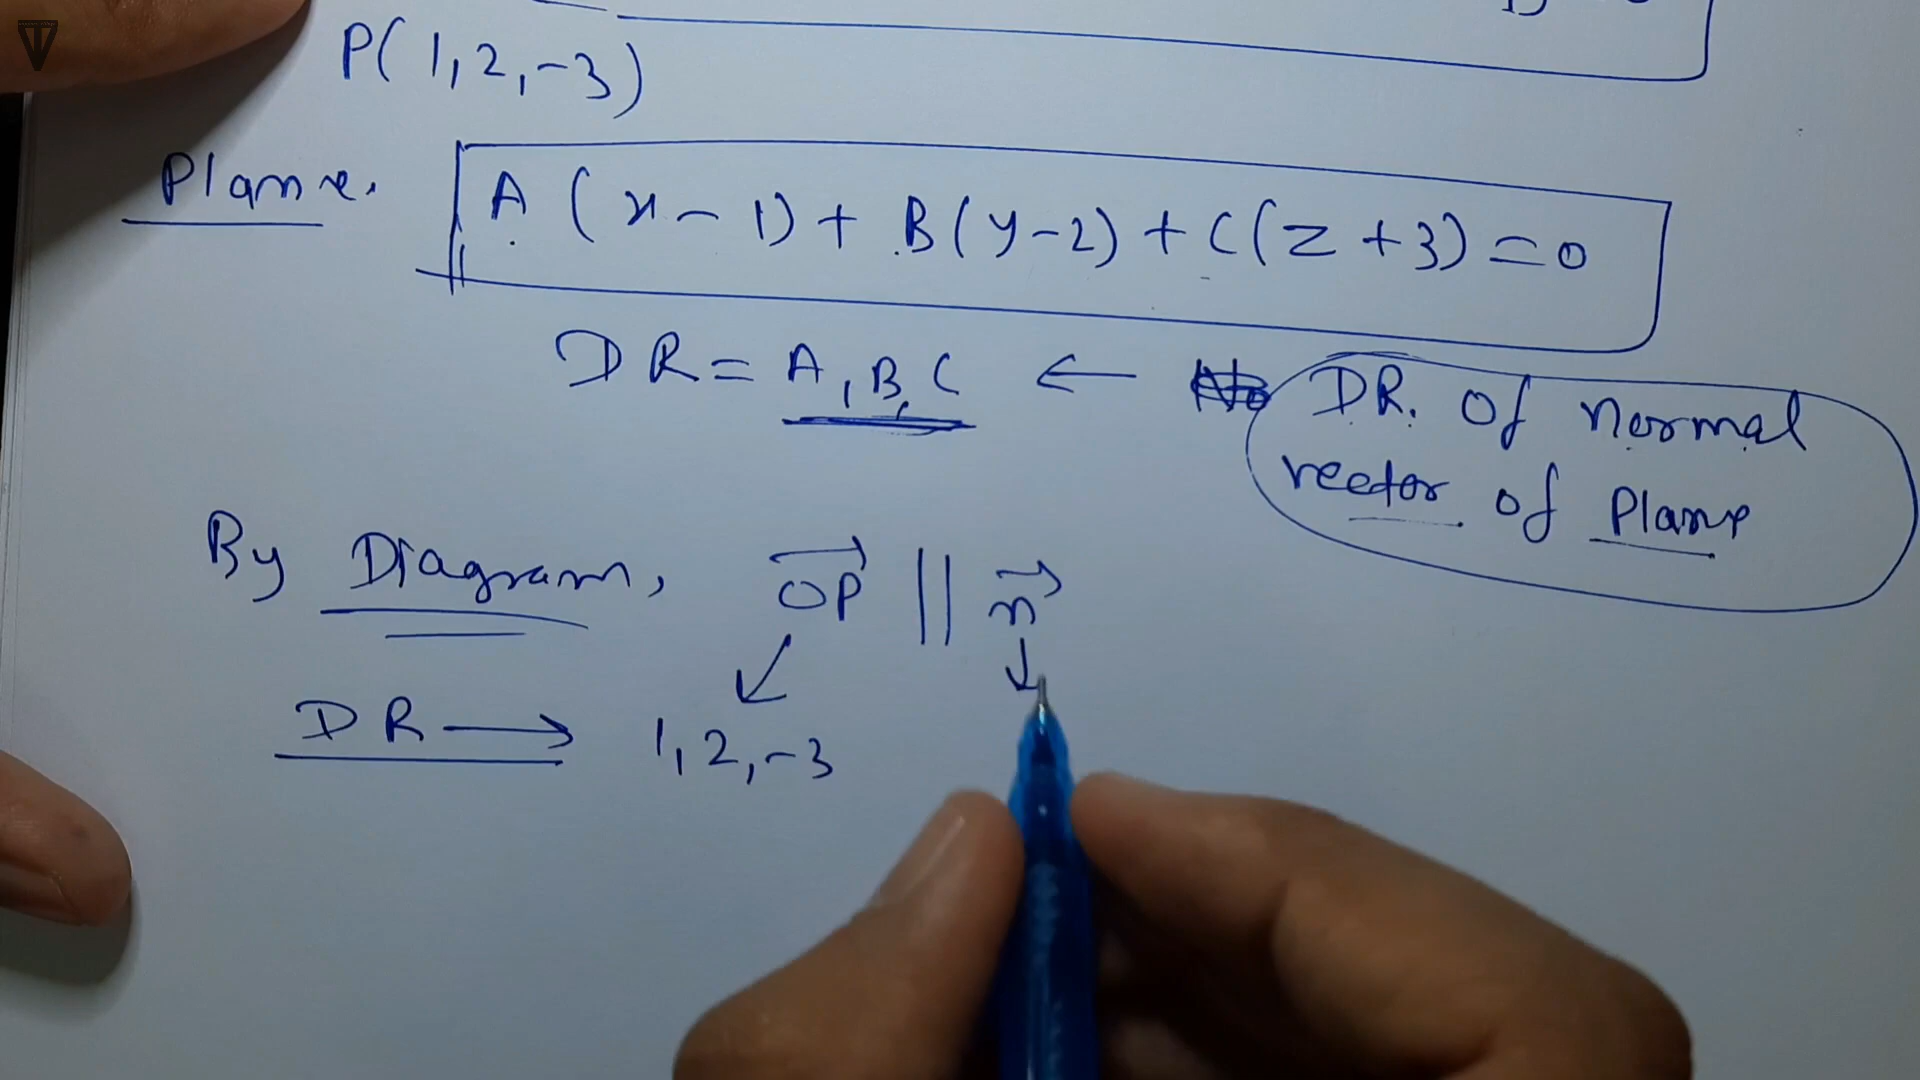 P(1,2,-3)
Plane. A(x-1)+B(y-2)+C(z+3)=0
DR=A,B,C ← DR. of normal
vector of Plane
By Diagram, OP || n
DR → 1,2,-3